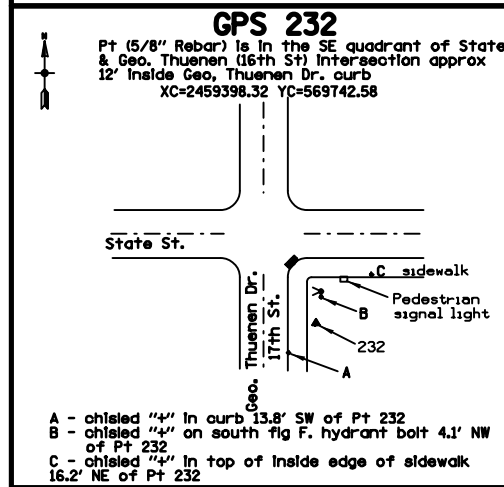 GPS 232
N
Pt (5/8" Rebar) is in the SE quadrant of State
& Geo. Thuenen (16th St) intersection approx
12' inside Geo, Thuenen Dr. curb
XC=2459398.32 YC=569742.58
State St.
Geo. Thuenen Dr.
17th St.
C sidewalk
Pedestrian
signal light
B
232
A
A - chisled "+" in curb 13.8' SW of Pt 232
B - chisled "+" on south flg F. hydrant bolt 4.1' NW
of Pt 232
C - chisled "+" in top of inside edge of sidewalk
16.2' NE of Pt 232